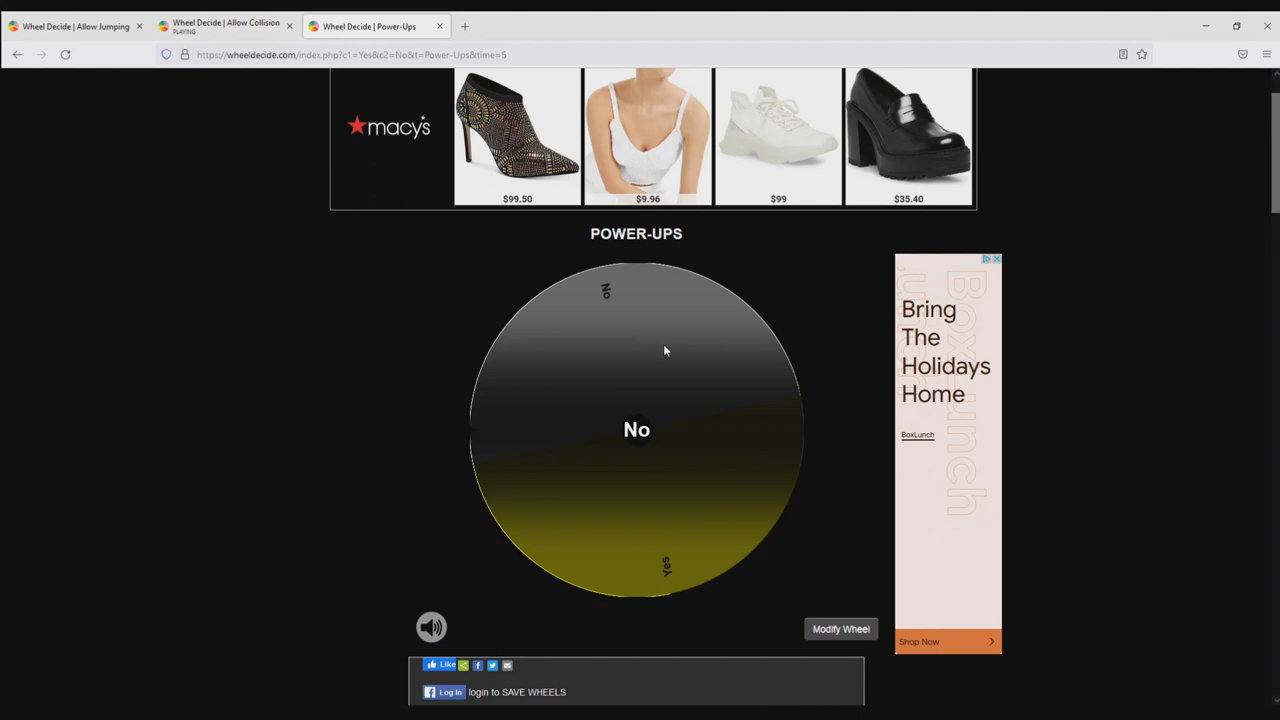 Wheel Decide | Allow Jumping
Wheel Decide | Allow Collision
PLAYING
Wheel Decide | Power-Ups
https://wheeldecide.com/index.php?c1=Yes&c2=No&t=Power-Ups&time=5
macy's
$99.50
$9.96
$99
$35.40
POWER-UPS
No
No
Yes
Bring
The
Holidays
Home
BoxLunch
BoxLunch
Shop Now
Modify Wheel
Like
Log In
login to SAVE WHEELS